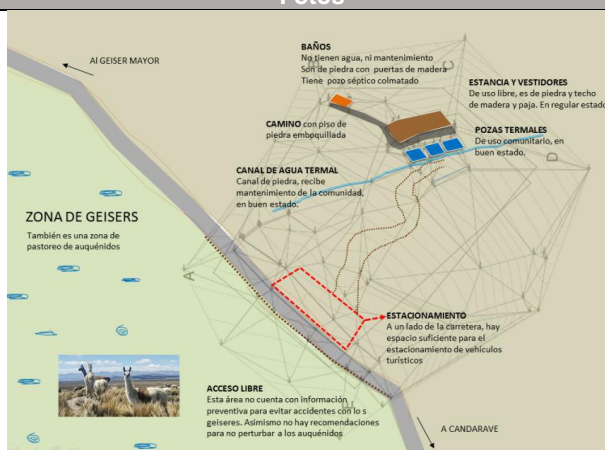 Fotos
Al GEISER MAYOR
BAÑOS
No tienen agua, ni mantenimiento
Son de piedra con puertas de madera
Tiene pozo séptico colmatado
ESTANCIA Y VESTIDORES
De uso libre, es de piedra y techo
de madera y paja. En regular estado
CAMINO con piso de
piedra emboquillada
POZAS TERMALES
De uso comunitario, en
buen estado.
CANAL DE AGUA TERMAL
Canal de piedra, recibe
mantenimiento de la comunidad,
en buen estado.
ZONA DE GEISERS
También es una zona de
pastoreo de auquénidos
ESTACIONAMIENTO
A un lado de la carretera, hay
espacio suficiente para el
estacionamiento de vehículos
turísticos
ACCESO LIBRE
Esta área no cuenta con información
preventiva para evitar accidentes con lo s
geiseres. Asimismo no hay recomendaciones
para no perturbar a los auquénidos
A CANDARAVE
A
B
C
D
E